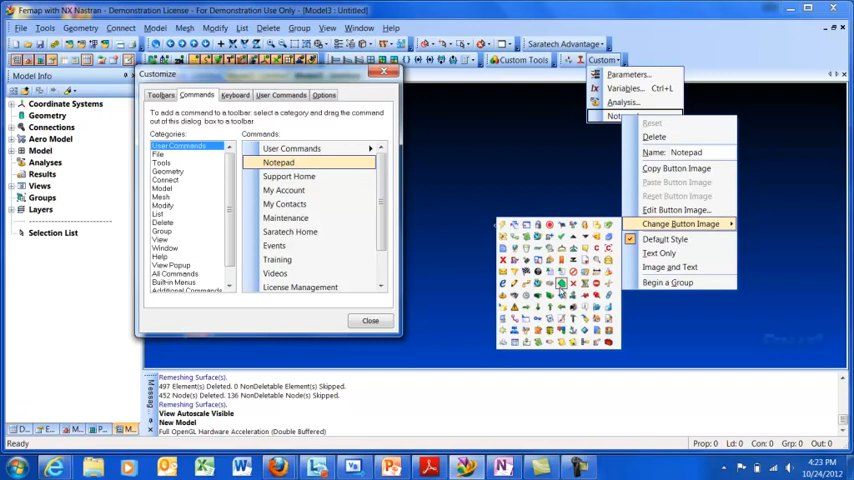 Femap with NX Nastran - Demonstration License - For Demonstration Use Only - [Model3 : Untitled]
File Tools Geometry Connect Model Mesh Modify List Delete Group View Window Help
Saratech Advantage
Custom Tools Custom
Model Info
Coordinate Systems
Geometry
Connections
Aero Model
Model
Analyses
Results
Views
Groups
Layers
Selection List
Customize
Toolbars Commands Keyboard User Commands Options
To add a command to a toolbar: select a category and drag the command
out of this dialog box to a toolbar
Categories:
User Commands
File
Tools
Geometry
Connect
Model
Mesh
Modify
List
Delete
Group
View
Window
Help
View Popup
All Commands
Built-in Menus
Additional Commands
Commands:
User Commands
Notepad
Support Home
My Account
My Contacts
Maintenance
Saratech Home
Events
Training
Videos
License Management
Close
Parameters...
Variables... Ctrl+L
Analysis...
Reset
Delete
Name: Notepad
Copy Button Image
Paste Button Image
Reset Button Image
Edit Button Image...
Change Button Image
Default Style
Text Only
Image and Text
Begin a Group
Messag
Remeshing Surface(s).
497 Element(s) Deleted. 0 NonDeletable Element(s) Skipped.
452 Node(s) Deleted. 136 NonDeletable Node(s) Skipped.
Remeshing Surface(s).
View Autoscale Visible
New Model
Full OpenGL Hardware Acceleration (Double Buffered)
D... M... P... M...
Ready
Prop: 0 Ld: 0 Con: 0 Grp: 0 Out: 0
4:23 PM
10/24/2012